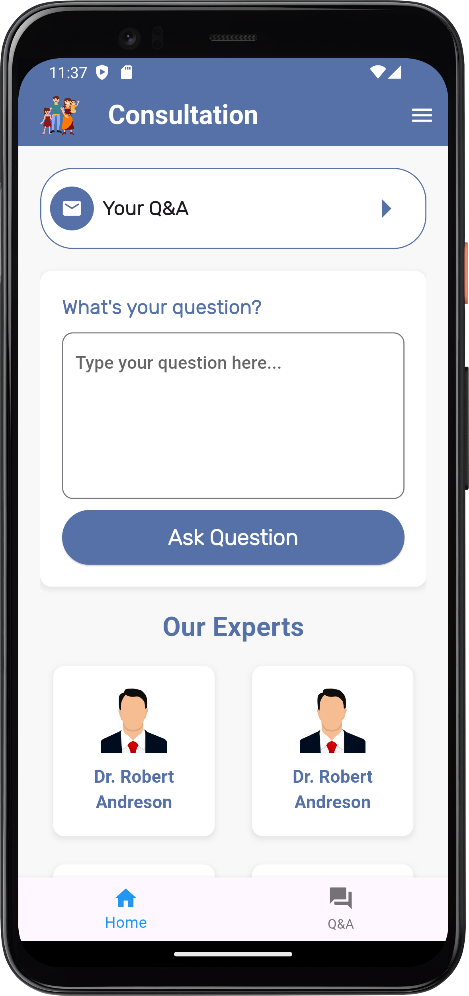 11:37
Consultation
Your Q&A
What's your question?
Type your question here...
Ask Question
Our Experts
Dr. Robert
Andreson
Dr. Robert
Andreson
Home
Q&A